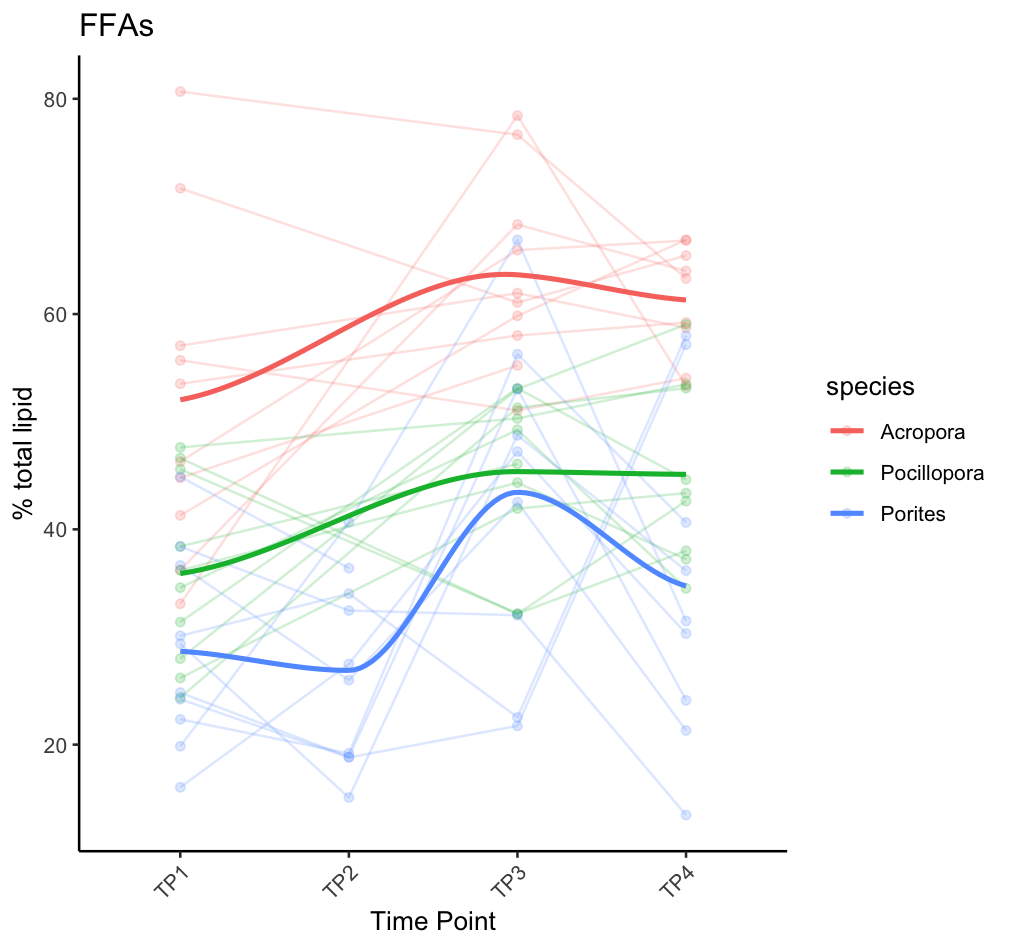 FFAs
% total lipid
80
60
40
20
TP1
TP2
TP3
TP4
Time Point
species
Acropora
Pocillopora
Porites